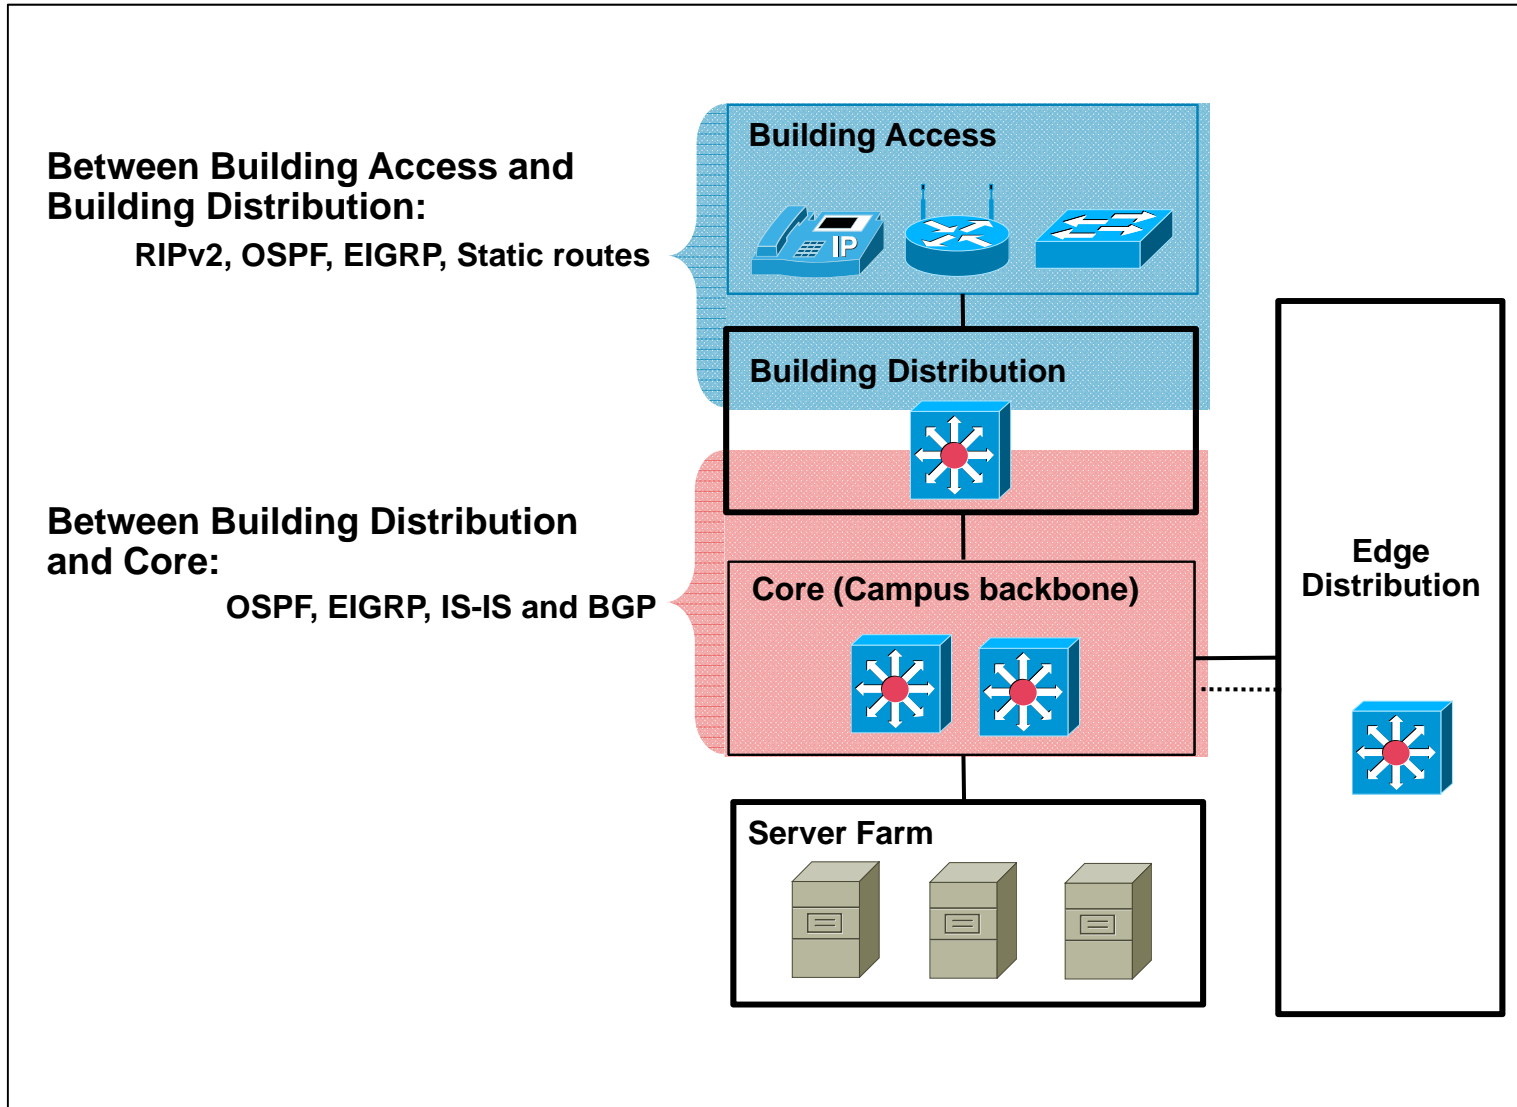 Building Access
Between Building Access and
Building Distribution:
RIPv2, OSPF, EIGRP, Static routes
IP
Building Distribution
Between Building Distribution
and Core:
OSPF, EIGRP, IS-IS and BGP
Core (Campus backbone)
Edge
Distribution
Server Farm